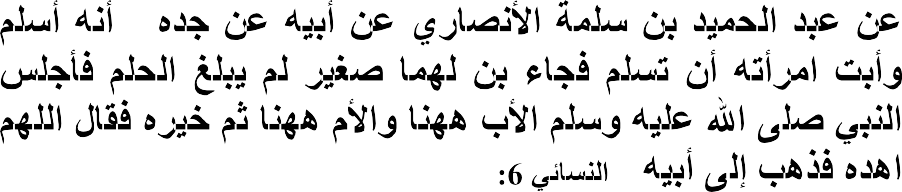 عن عبد الحميد بن سلمة الأنصاري عن أبيه عن جده أنه أسلم
وأبت امرأته أن تسلم فجاء بن لهما صغير لم يبلغ الحلم فأجلس
النبي صلى الله عليه وسلم الأب ههنا والأم ههنا ثم خيره فقال اللهم
اهده فذهب إلى أبيه النسائي 6: